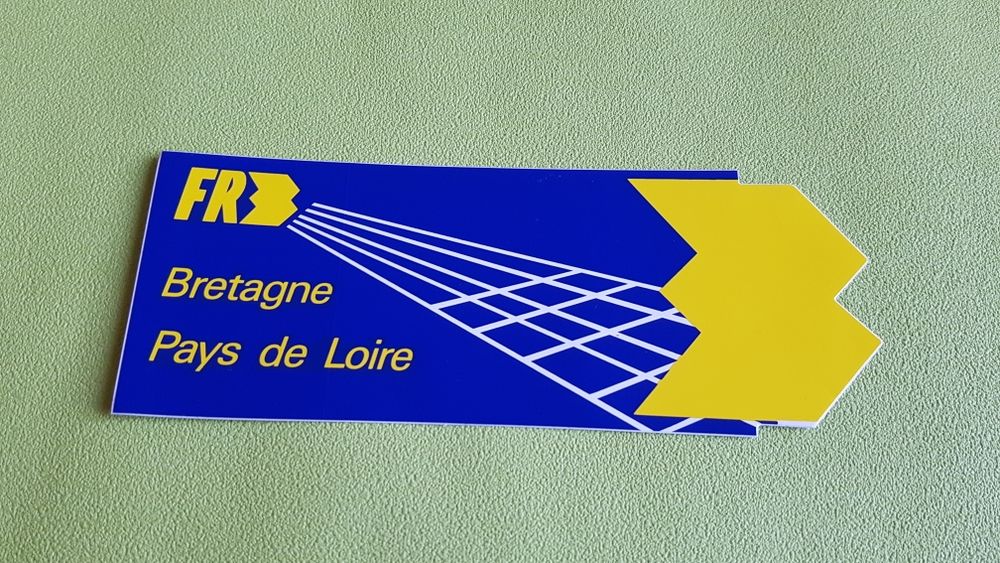 FR3
Bretagne
Pays de Loire